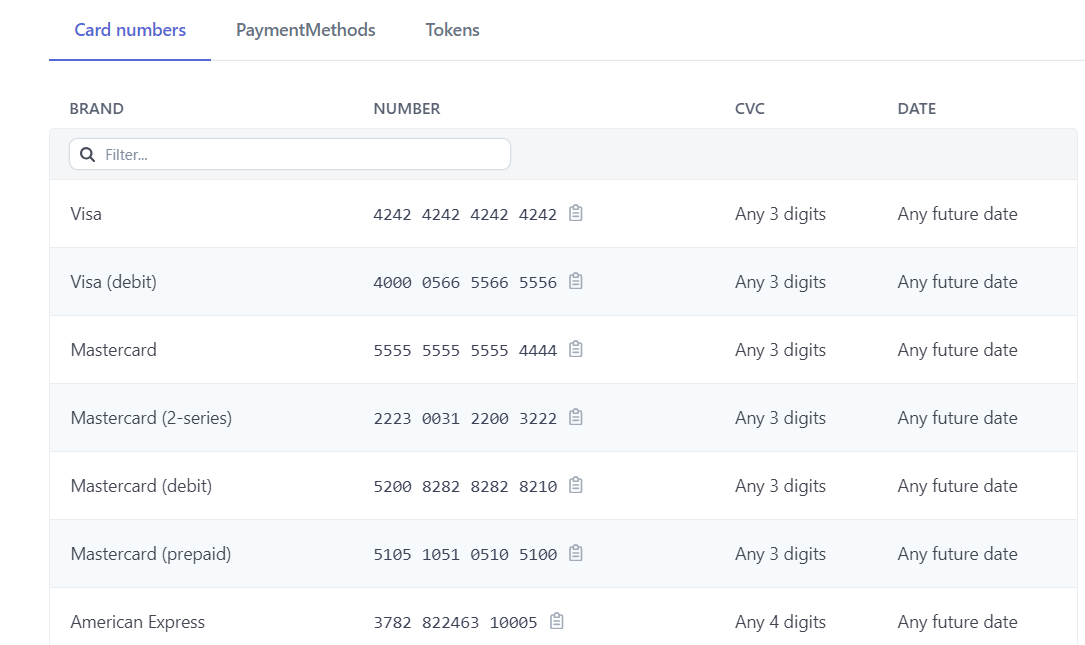 Card numbers PaymentMethods Tokens
BRAND NUMBER CVC DATE
Filter...
Visa 4242 4242 4242 4242 Any 3 digits Any future date
Visa (debit) 4000 0566 5566 5556 Any 3 digits Any future date
Mastercard 5555 5555 5555 4444 Any 3 digits Any future date
Mastercard (2-series) 2223 0031 2200 3222 Any 3 digits Any future date
Mastercard (debit) 5200 8282 8282 8210 Any 3 digits Any future date
Mastercard (prepaid) 5105 1051 0510 5100 Any 3 digits Any future date
American Express 3782 822463 10005 Any 4 digits Any future date